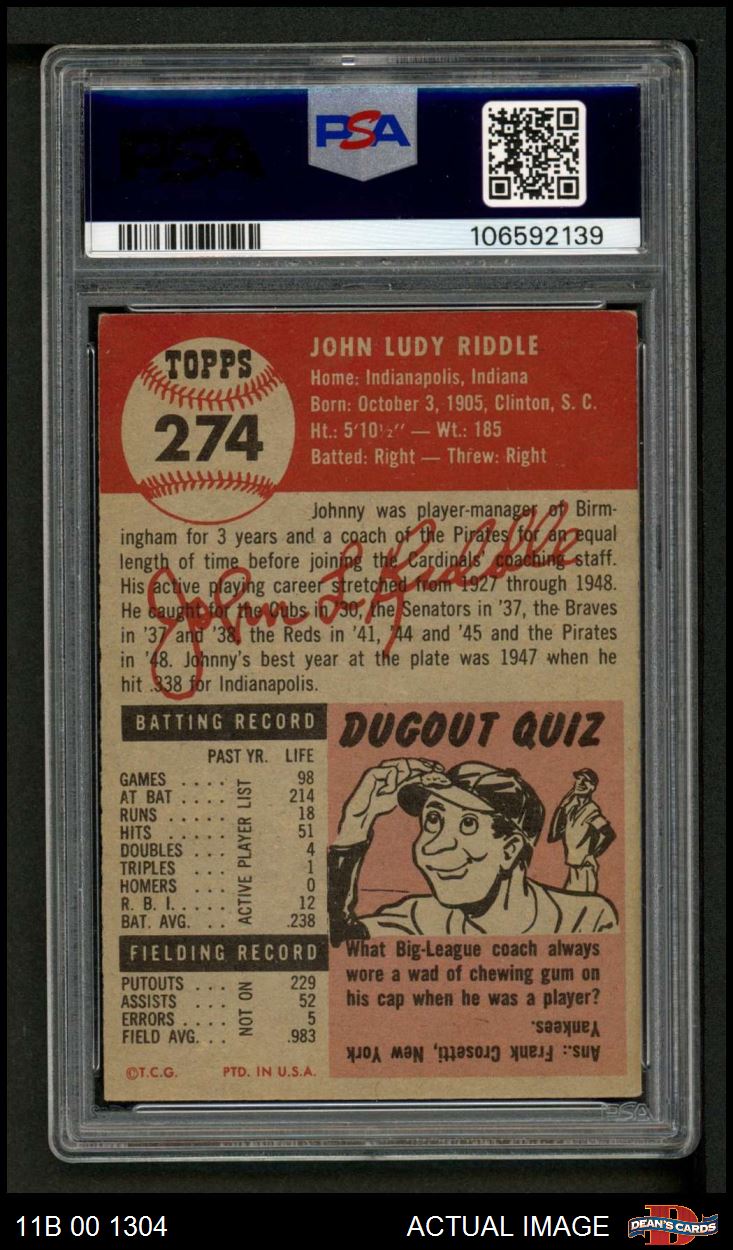 PSA
PSA
106592139
TOPPS
274
JOHN LUDY RIDDLE
Home: Indianapolis, Indiana
Born: October 3, 1905, Clinton, S. C.
Ht.: 5'10½" — Wt.: 185
Batted: Right — Threw: Right
Johnny was player-manager of Birm-
ingham for 3 years and a coach of the Pirates for an equal
length of time before joining the Cardinals' coaching staff.
His active playing career stretched from 1927 through 1948.
He caught for the Cubs in '30, the Senators in '37, the Braves
in '37 and '38, the Reds in '41, '44 and '45 and the Pirates
in '48. Johnny's best year at the plate was 1947 when he
hit .338 for Indianapolis.
John L Riddle
BATTING RECORD
PAST YR. LIFE
GAMES . . . . 98
AT BAT . . . . 214
RUNS . . . . . 18
HITS . . . . . 51
DOUBLES . . . 4
TRIPLES . . . 1
HOMERS . . . 0
R. B. I. . . . . 12
BAT. AVG. . . .238
NOT ON ACTIVE PLAYER LIST
FIELDING RECORD
PUTOUTS . . . 229
ASSISTS . . . 52
ERRORS . . . . 5
FIELD AVG. . . .983
©T.C.G. PTD. IN U.S.A.
DUGOUT QUIZ
What Big-League coach always
wore a wad of chewing gum on
his cap when he was a player?
Ans.: Frank Crosetti, New York
Yankees.
PSA
11B 00 1304
ACTUAL IMAGE
DEAN'S CARDS